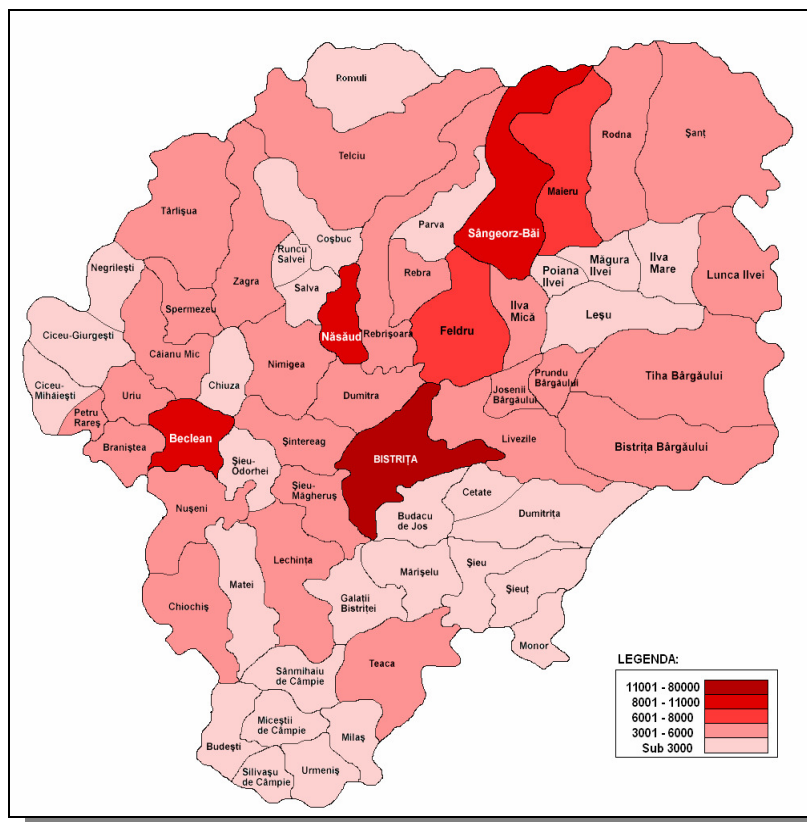 Romuli
Telciu
Rodna
Șanț
Maieru
Târlișua
Parva
Sângeorz-Băi
Coșbuc
Runcu
Salvei
Negrilești
Zagra
Rebra
Poiana
Ilvei
Măgura
Ilvei
Ilva
Mare
Lunca Ilvei
Salva
Spermezeu
Ilva
Mică
Leșu
Ciceu-Giurgești
Năsăud
Rebrișoara
Feldru
Căianu Mic
Nimigea
Ciceu-
Mihăiești
Chiuza
Uriu
Dumitra
Josenii
Bârgăului
Prundu
Bârgăului
Tiha Bârgăului
Petru
Rareș
Beclean
Șintereag
Livezile
Bistrița Bârgăului
Braniștea
BISTRIȚA
Șieu-
Odorhei
Șieu-
Măgheruș
Cetate
Nușeni
Budacu
de Jos
Dumitrița
Lechința
Mărișelu
Șieu
Matei
Galații
Bistriței
Șieuț
Chiochiș
Monor
Teaca
Sânmihaiu
de Câmpie
Miceștii
de Câmpie
Milaș
Budești
Silivașu
de Câmpie
Urmeniș
LEGENDA:
11001 - 80000
8001 - 11000
6001 - 8000
3001 - 6000
Sub 3000